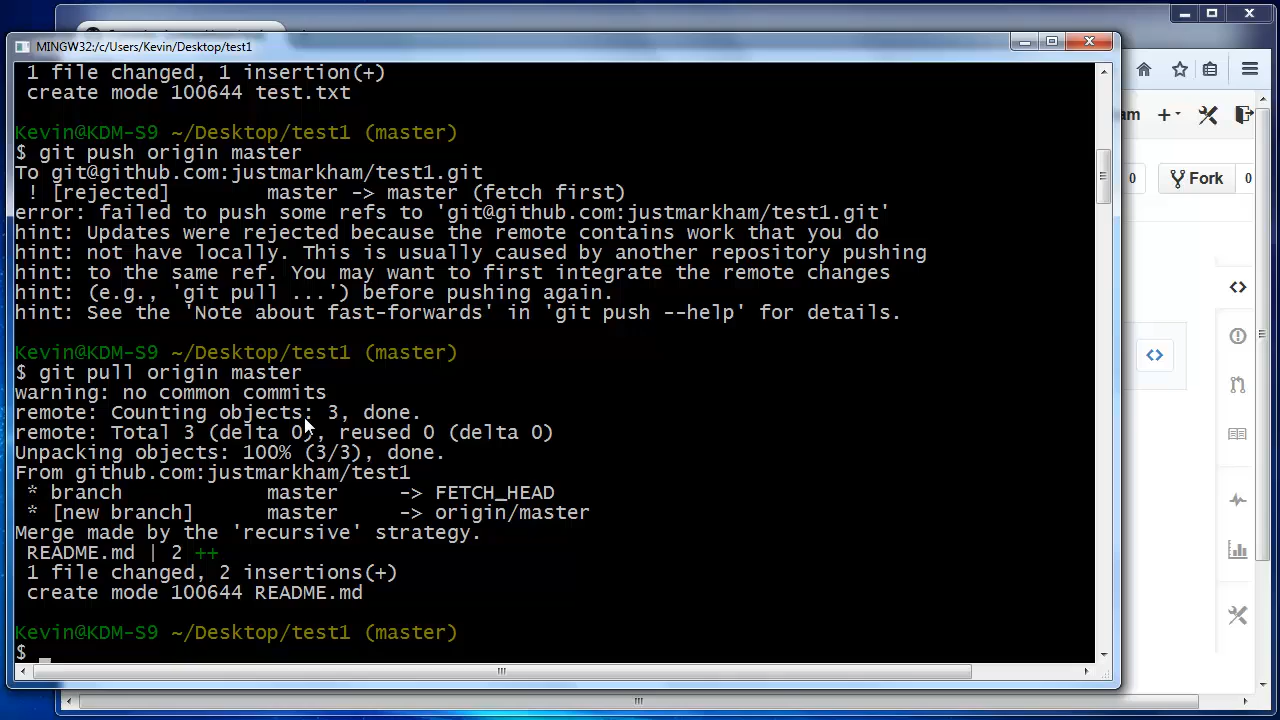 MINGW32:/c/Users/Kevin/Desktop/test1
1 file changed, 1 insertion(+)
create mode 100644 test.txt
Kevin@KDM-S9 ~/Desktop/test1 (master)
$ git push origin master
To git@github.com:justmarkham/test1.git
! [rejected]        master -> master (fetch first)
error: failed to push some refs to 'git@github.com:justmarkham/test1.git'
hint: Updates were rejected because the remote contains work that you do
hint: not have locally. This is usually caused by another repository pushing
hint: to the same ref. You may want to first integrate the remote changes
hint: (e.g., 'git pull ...') before pushing again.
hint: See the 'Note about fast-forwards' in 'git push --help' for details.
Kevin@KDM-S9 ~/Desktop/test1 (master)
$ git pull origin master
warning: no common commits
remote: Counting objects: 3, done.
remote: Total 3 (delta 0), reused 0 (delta 0)
Unpacking objects: 100% (3/3), done.
From github.com:justmarkham/test1
* branch            master     -> FETCH_HEAD
* [new branch]      master     -> origin/master
Merge made by the 'recursive' strategy.
README.md | 2 ++
1 file changed, 2 insertions(+)
create mode 100644 README.md
Kevin@KDM-S9 ~/Desktop/test1 (master)
$
am
0 Fork 0